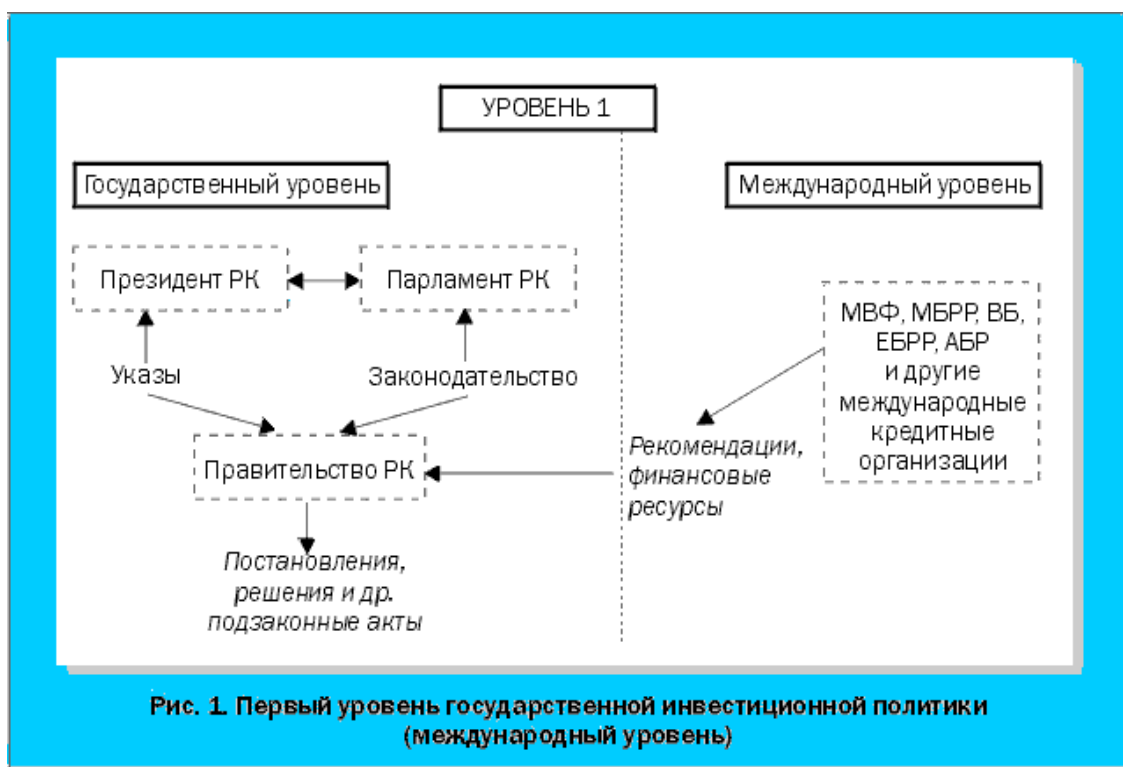 УРОВЕНЬ 1
Государственный уровень
Международный уровень
Президент РК
Парламент РК
МВФ, МБРР, ВБ,
ЕБРР, АБР
и другие
международные
кредитные
организации
Указы
Законодательство
Правительство РК
Рекомендации,
финансовые
ресурсы
Постановления,
решения и др.
подзаконные акты
Рис. 1. Первый уровень государственной инвестиционной политики
(международный уровень)